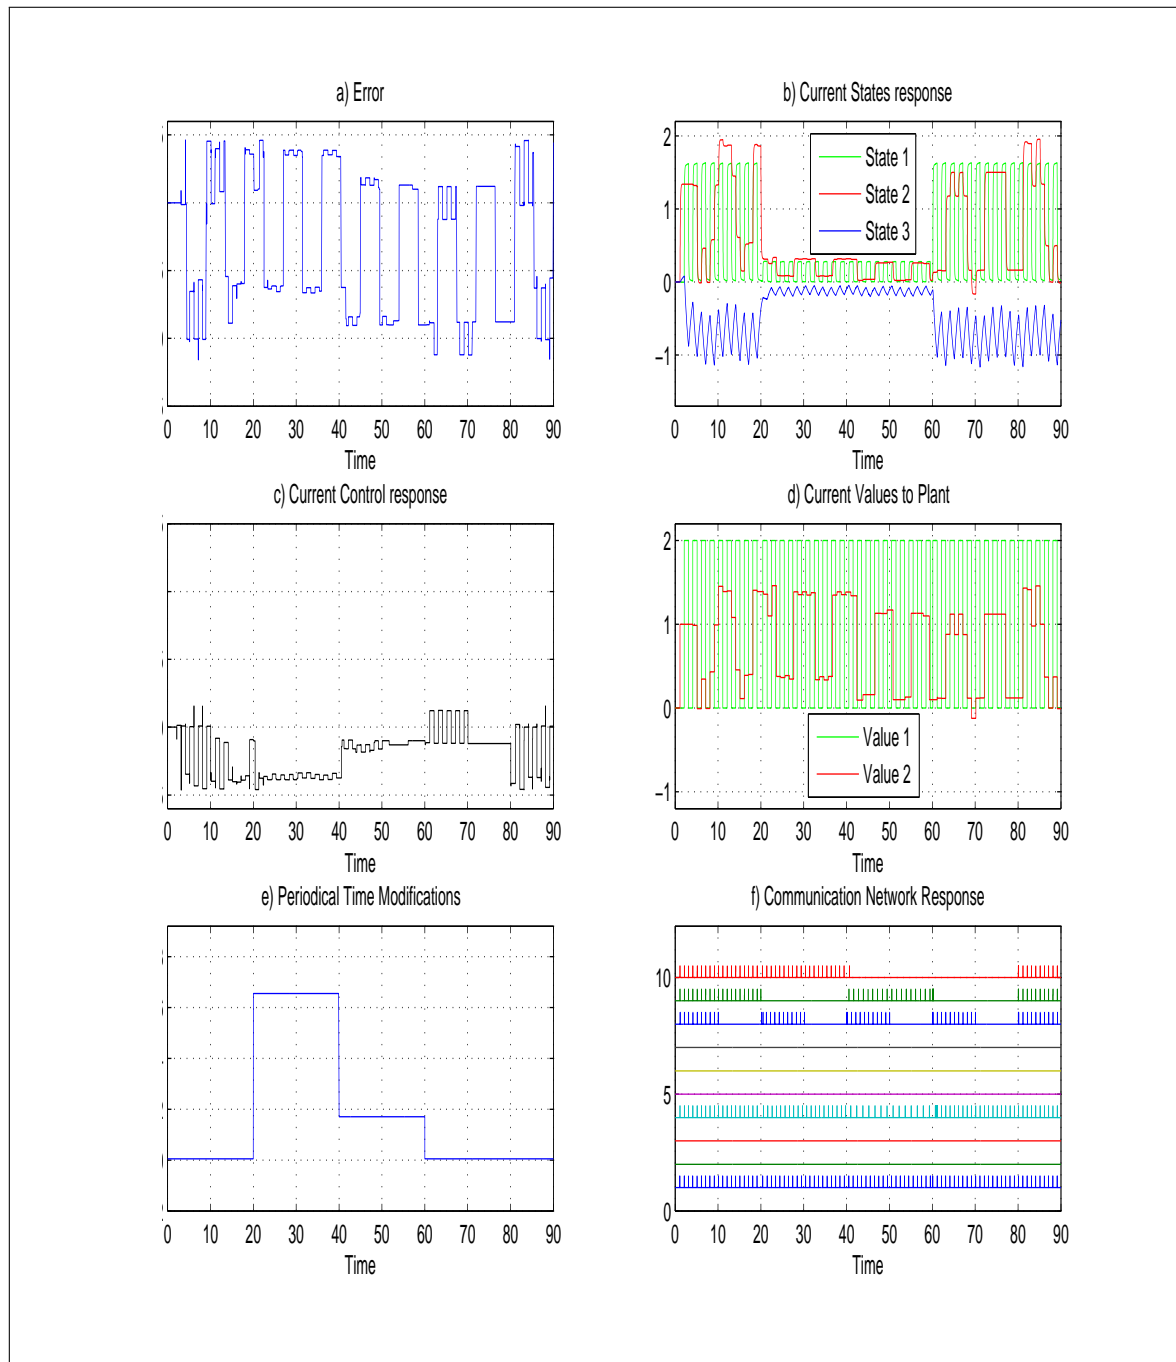 a) Error
0 10 20 30 40 50 60 70 80 90
Time
b) Current States response
2
1
0
−1
State 1
State 2
State 3
0 10 20 30 40 50 60 70 80 90
Time
c) Current Control response
0 10 20 30 40 50 60 70 80 90
Time
d) Current Values to Plant
2
1
0
−1
Value 1
Value 2
0 10 20 30 40 50 60 70 80 90
Time
e) Periodical Time Modifications
0 10 20 30 40 50 60 70 80 90
Time
f) Communication Network Response
10
5
0
0 10 20 30 40 50 60 70 80 90
Time